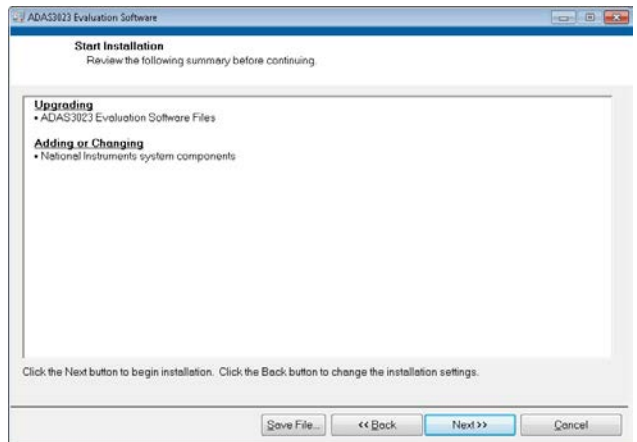 ADAS3023 Evaluation Software
Start Installation
Review the following summary before continuing.
Upgrading
• ADAS3023 Evaluation Software Files
Adding or Changing
• National Instruments system components
Click the Next button to begin installation. Click the Back button to change the installation settings.
Save File... << Back Next >> Cancel